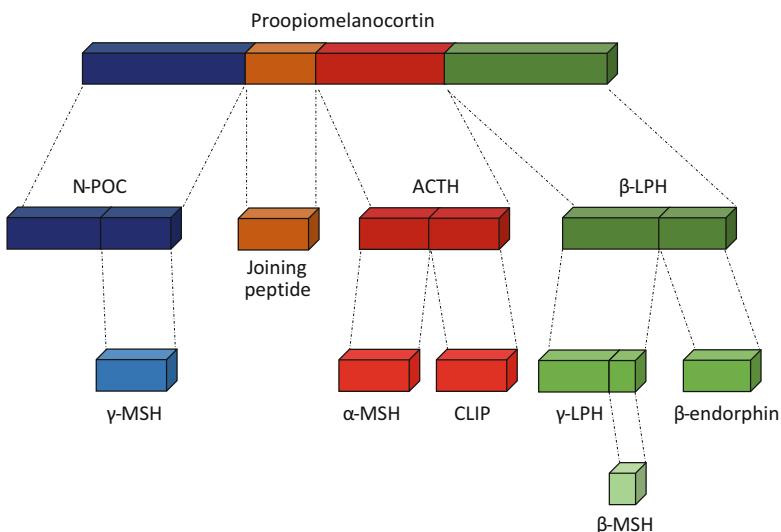 Proopiomelanocortin
N-POC
ACTH
β-LPH
Joining
peptide
γ-MSH
α-MSH
CLIP
γ-LPH
β-endorphin
β-MSH